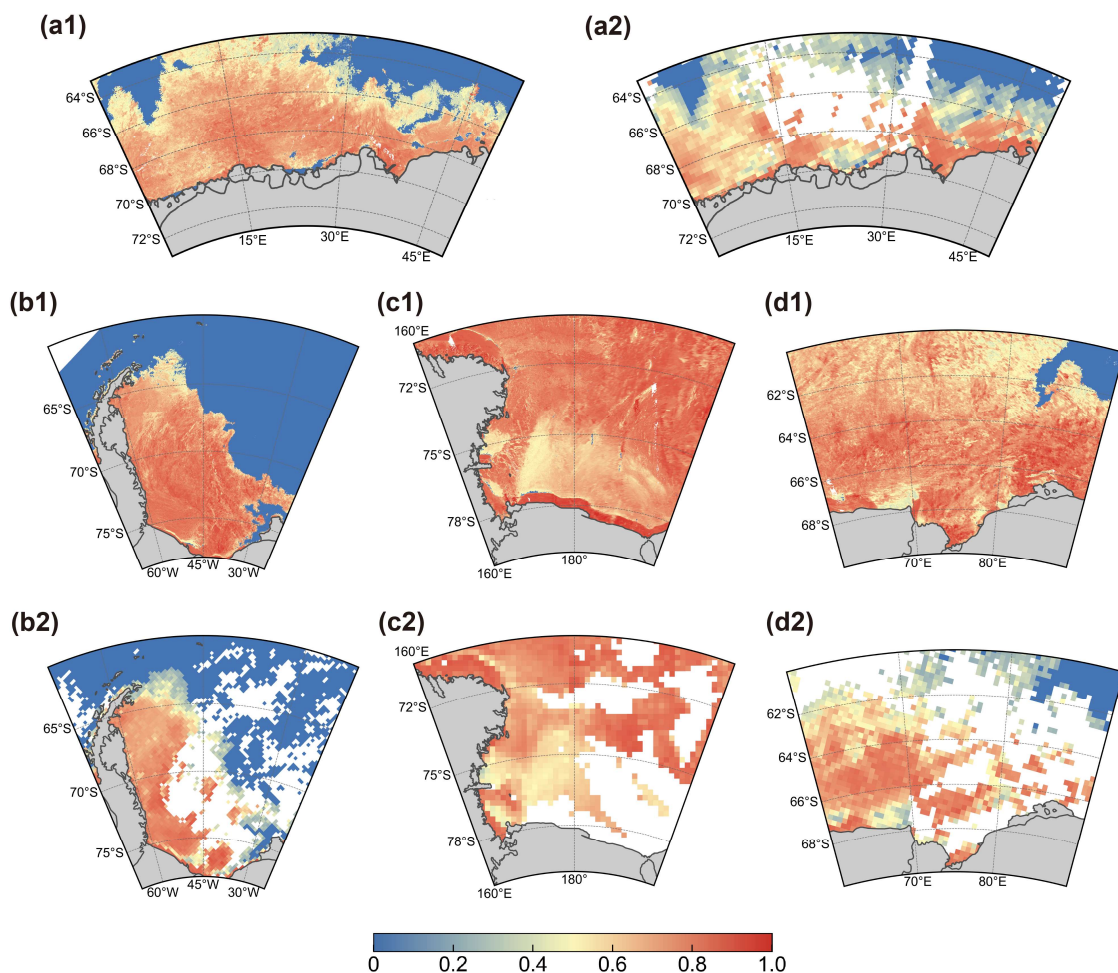 (a1) (a2)
64°S 64°S
66°S 66°S
68°S 68°S
70°S 70°S
72°S 72°S
15°E 30°E 45°E 15°E 30°E 45°E
(b1) (c1) (d1)
160°E
72°S 62°S
65°S 64°S
70°S 75°S 66°S
75°S 78°S 68°S
60°W 45°W 30°W 160°E 180° 70°E 80°E
(b2) (c2) (d2)
160°E
72°S 62°S
65°S 64°S
70°S 75°S 66°S
75°S 78°S 68°S
60°W 45°W 30°W 160°E 180° 70°E 80°E
0 0.2 0.4 0.6 0.8 1.0